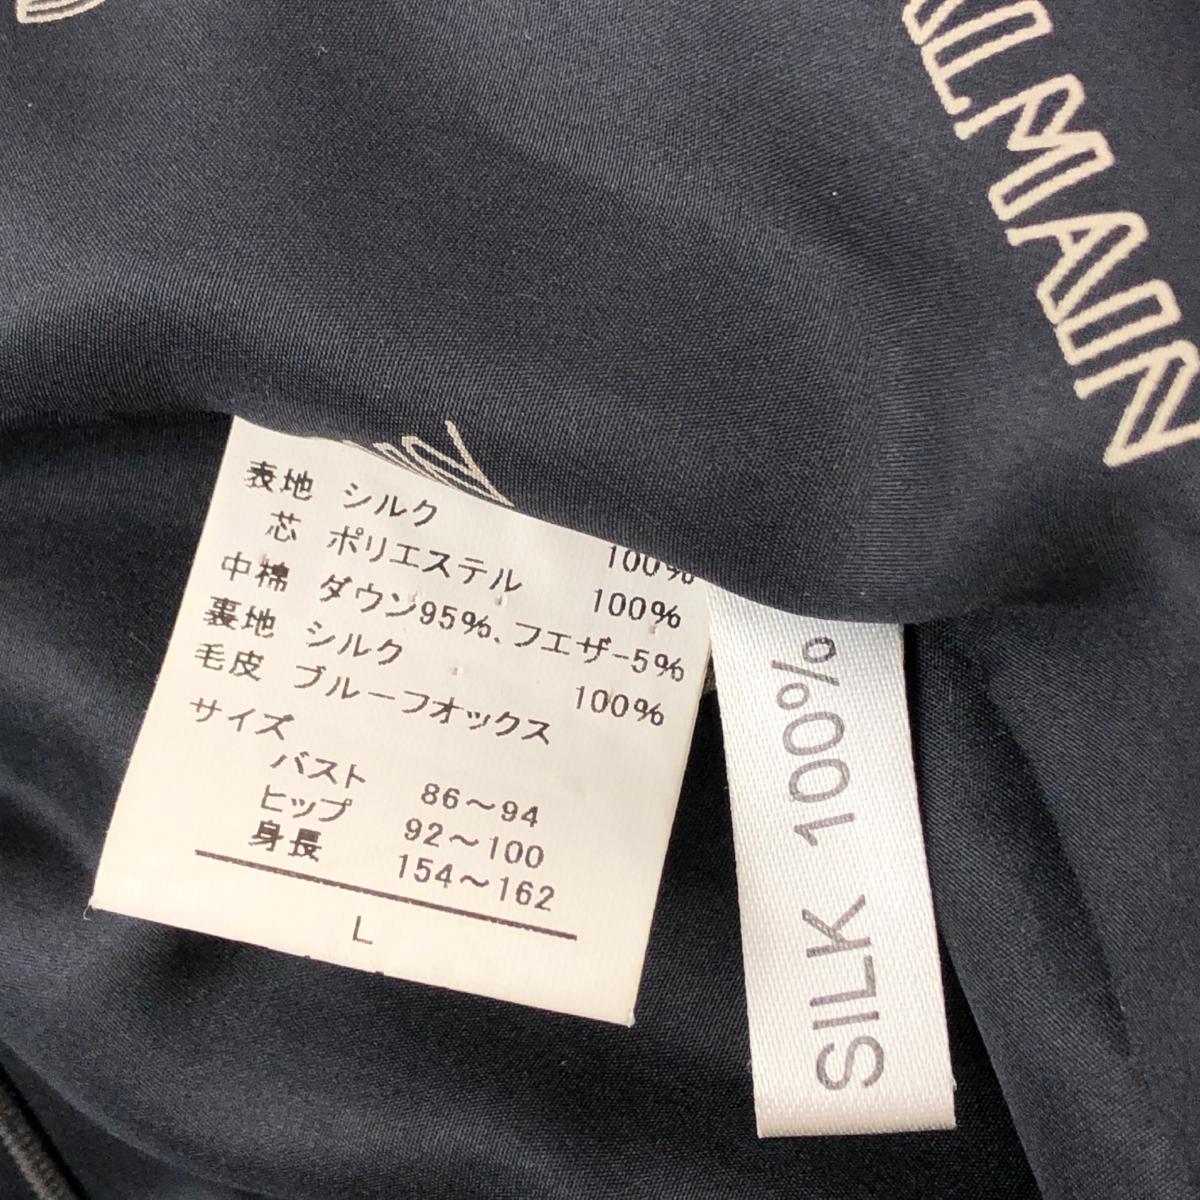 ALMAIN
表地 シルク 100%
芯 ポリエステル 100%
中棉 ダウン95%、フエザー5%
裏地 シルク 100%
毛皮 ブルーフオックス
サイズ
バスト 86～94
ヒップ 92～100
身長 154～162
L
SILK 100%